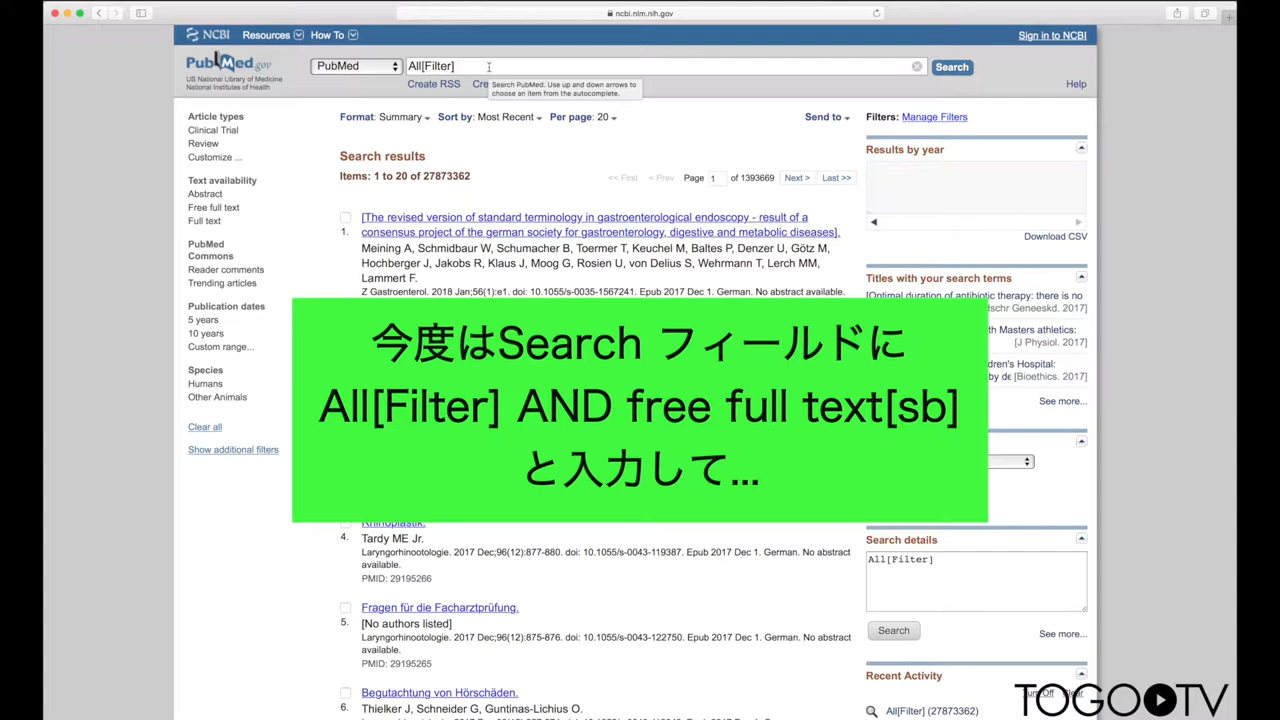 ncbi.nlm.nih.gov
NCBI Resources How To Sign in to NCBI
PubMed.gov
US National Library of Medicine
National Institutes of Health
PubMed All[Filter] Search
Create RSS Help
Search PubMed. Use up and down arrows to
choose an item from the autocomplete.
Article types
Clinical Trial
Review
Customize ...
Text availability
Abstract
Free full text
Full text
PubMed
Commons
Reader comments
Trending articles
Publication dates
5 years
10 years
Custom range...
Species
Humans
Other Animals
Clear all
Show additional filters
Format: Summary Sort by: Most Recent Per page: 20 Send to
Search results
Items: 1 to 20 of 27873362
<< First < Prev Page 1 of 1393669 Next > Last >>
[The revised version of standard terminology in gastroenterological endoscopy - result of a
1. consensus project of the german society for gastroenterology, digestive and metabolic diseases].
Meining A, Schmidbaur W, Schumacher B, Toermer T, Keuchel M, Baltes P, Denzer U, Götz M,
Hochberger J, Jakobs R, Klaus J, Moog G, Rosien U, von Delius S, Wehrmann T, Lerch MM,
Lammert F.
Z Gastroenterol. 2018 Jan;56(1):e1. doi: 10.1055/s-0035-1567241. Epub 2017 Dec 1. German. No abstract available.
今度はSearch フィールドに
All[Filter] AND free full text[sb]
と入力して...
Rhinoplastik.
4. Tardy ME Jr.
Laryngorhinootologie. 2017 Dec;96(12):877-880. doi: 10.1055/s-0043-119387. Epub 2017 Dec 1. German. No abstract
available.
PMID: 29195266
Fragen für die Facharztprüfung.
5. [No authors listed]
Laryngorhinootologie. 2017 Dec;96(12):875-876. doi: 10.1055/s-0043-122750. Epub 2017 Dec 1. German. No abstract
available.
PMID: 29195265
Begutachtung von Hörschäden.
6. Thielker J, Schneider G, Guntinas-Lichius O.
Filters: Manage Filters
Results by year
Download CSV
Titles with your search terms
[Optimal duration of antibiotic therapy: there is no
Geneeskd. 2017]
Masters athletes:
[J Physiol. 2017]
Hospital:
[Bioethics. 2017]
See more...
Search details
All[Filter]
Search
See more...
Recent Activity
Clear
All[Filter] (27873362)
TOGOTV